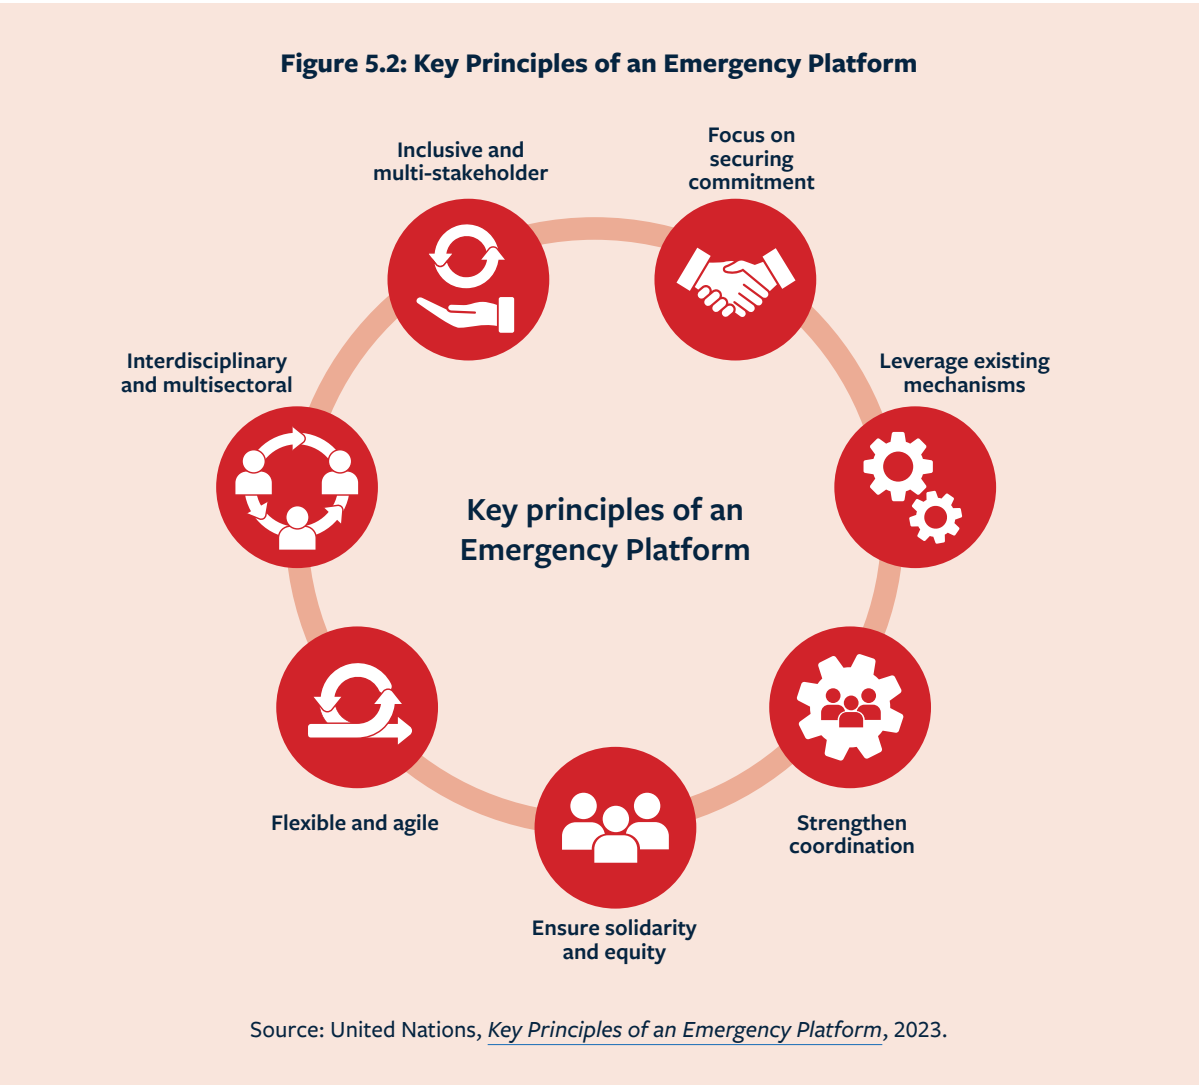 Figure 5.2: Key Principles of an Emergency Platform
Inclusive and
multi-stakeholder
Focus on
securing
commitment
Interdisciplinary
and multisectoral
Leverage existing
mechanisms
Key principles of an
Emergency Platform
Flexible and agile
Strengthen
coordination
Ensure solidarity
and equity
Source: United Nations, Key Principles of an Emergency Platform, 2023.